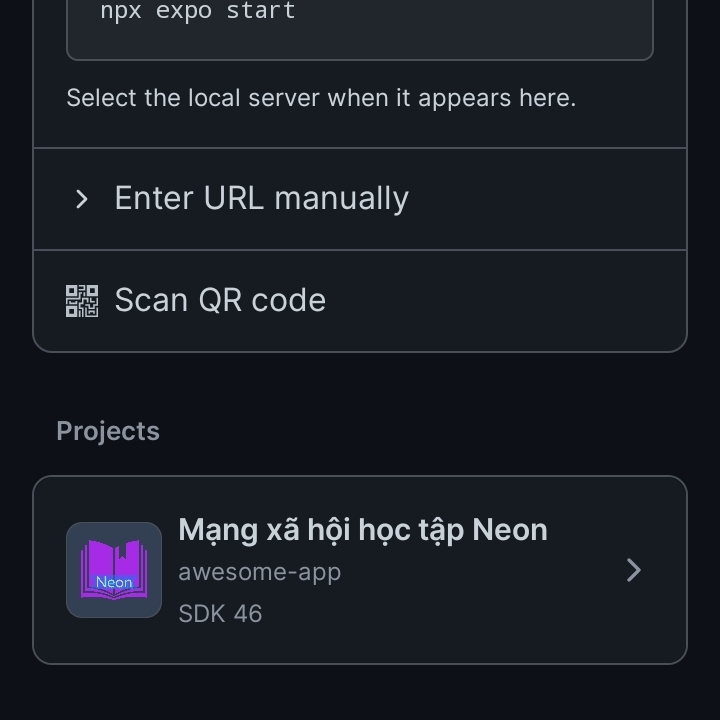 npx expo start
Select the local server when it appears here.
Enter URL manually
Scan QR code
Projects
Mạng xã hội học tập Neon
awesome-app
SDK 46
Neon